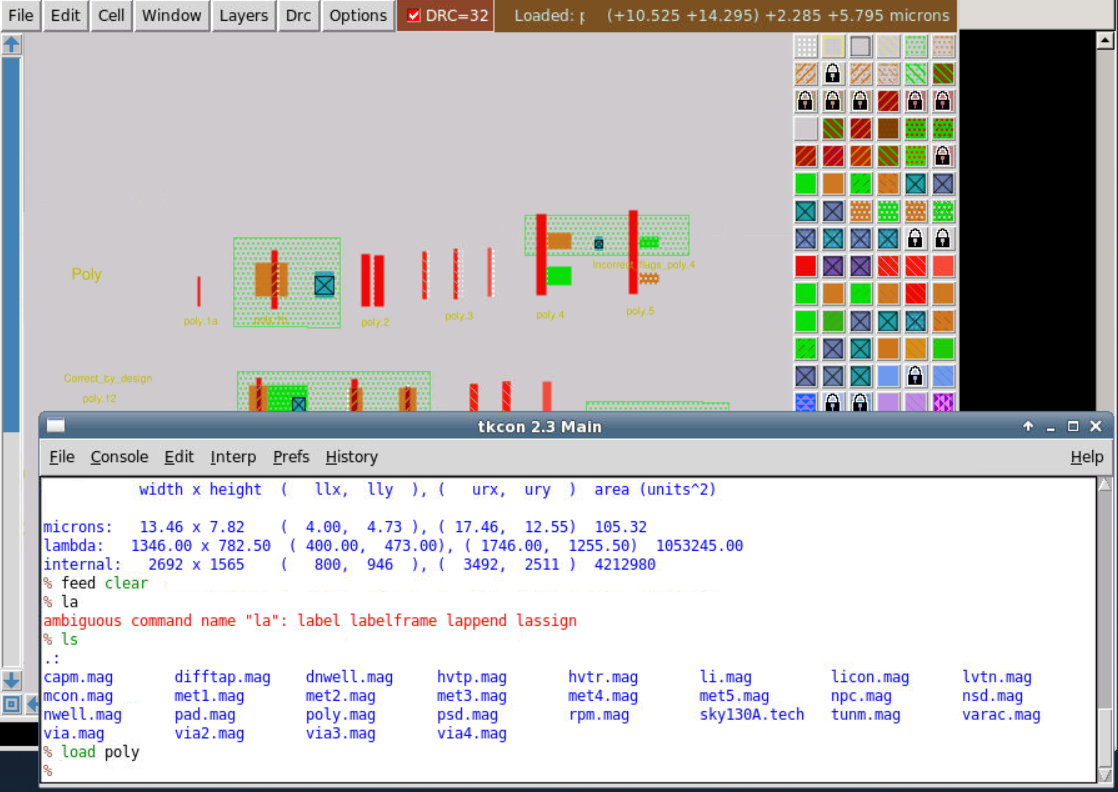 File Edit Cell Window Layers Drc Options DRC=32 Loaded: p (+10.525 +14.295) +2.285 +5.795 microns
Poly
Incorrect_flugs_poly.4
poly.1a
poly.2
poly.3
poly.4
poly.5
Correct_by_design
poly.12
tkcon 2.3 Main
File Console Edit Interp Prefs History Help
width x height ( llx, lly ), ( urx, ury ) area (units^2)
microns: 13.46 x 7.82 ( 4.00, 4.73 ), ( 17.46, 12.55) 105.32
lambda: 1346.00 x 782.50 ( 400.00, 473.00), ( 1746.00, 1255.50) 1053245.00
internal: 2692 x 1565 ( 800, 946 ), ( 3492, 2511 ) 4212980
% feed clear
% la
ambiguous command name "la": label labelframe lappend lassign
% ls
.:
capm.mag difftap.mag dnwell.mag hvtp.mag hvtr.mag li.mag licon.mag lvtn.mag
mcon.mag met1.mag met2.mag met3.mag met4.mag met5.mag npc.mag nsd.mag
nwell.mag pad.mag poly.mag psd.mag rpm.mag sky130A.tech tunm.mag varac.mag
via.mag via2.mag via3.mag via4.mag
% load poly
%